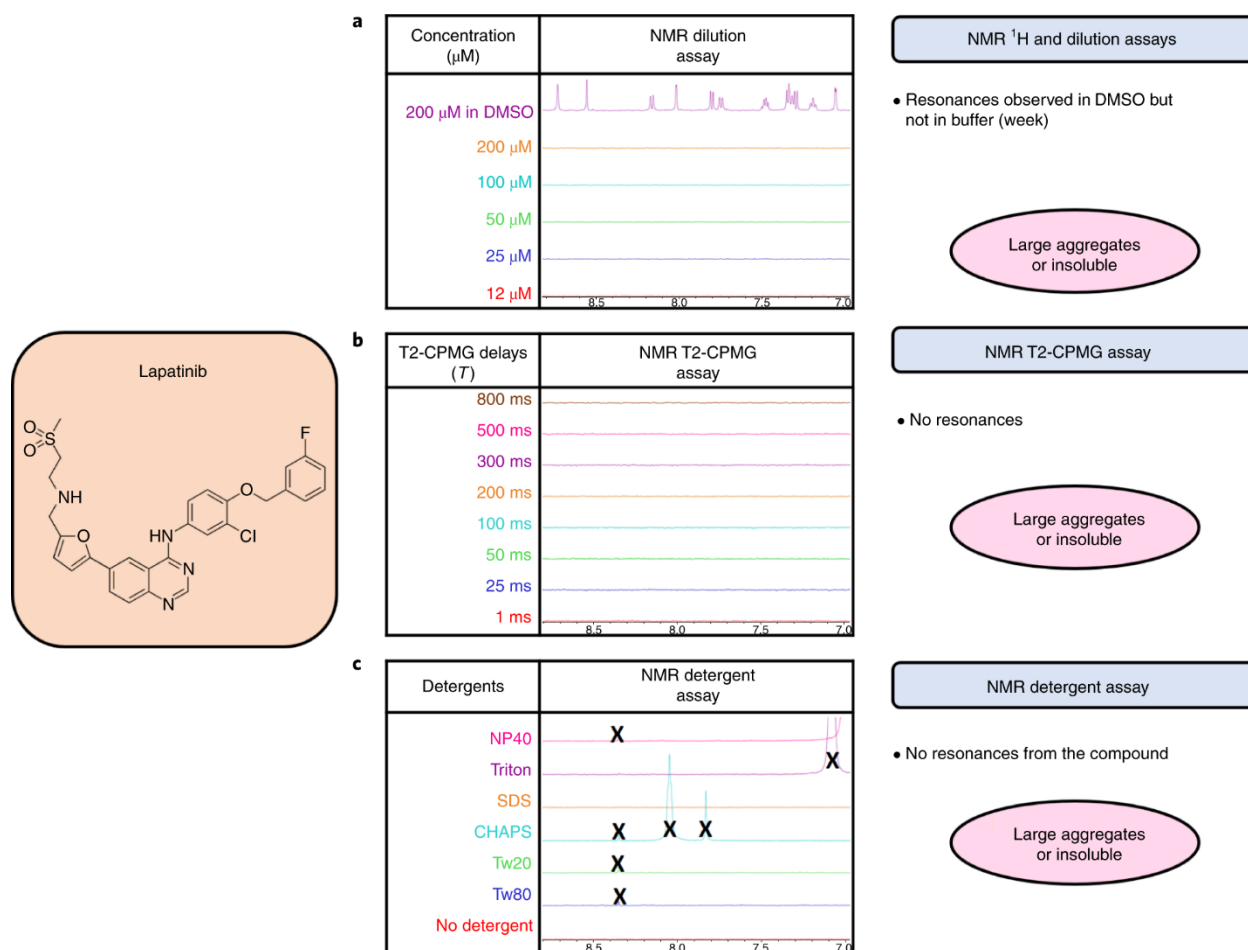 a
Concentration
(µM)
NMR dilution
assay
200 µM in DMSO
200 µM
100 µM
50 µM
25 µM
12 µM
8.5 8.0 7.5 7.0
NMR ¹H and dilution assays
• Resonances observed in DMSO but
not in buffer (week)
Large aggregates
or insoluble
Lapatinib
O
O
S
NH
O
NH
N
N
Cl
O
F
b
T2-CPMG delays
(T)
NMR T2-CPMG
assay
800 ms
500 ms
300 ms
200 ms
100 ms
50 ms
25 ms
1 ms
8.5 8.0 7.5 7.0
NMR T2-CPMG assay
• No resonances
Large aggregates
or insoluble
c
Detergents
NMR detergent
assay
NP40 X
Triton X
SDS
CHAPS X X X
Tw20 X
Tw80 X
No detergent
8.5 8.0 7.5 7.0
NMR detergent assay
• No resonances from the compound
Large aggregates
or insoluble